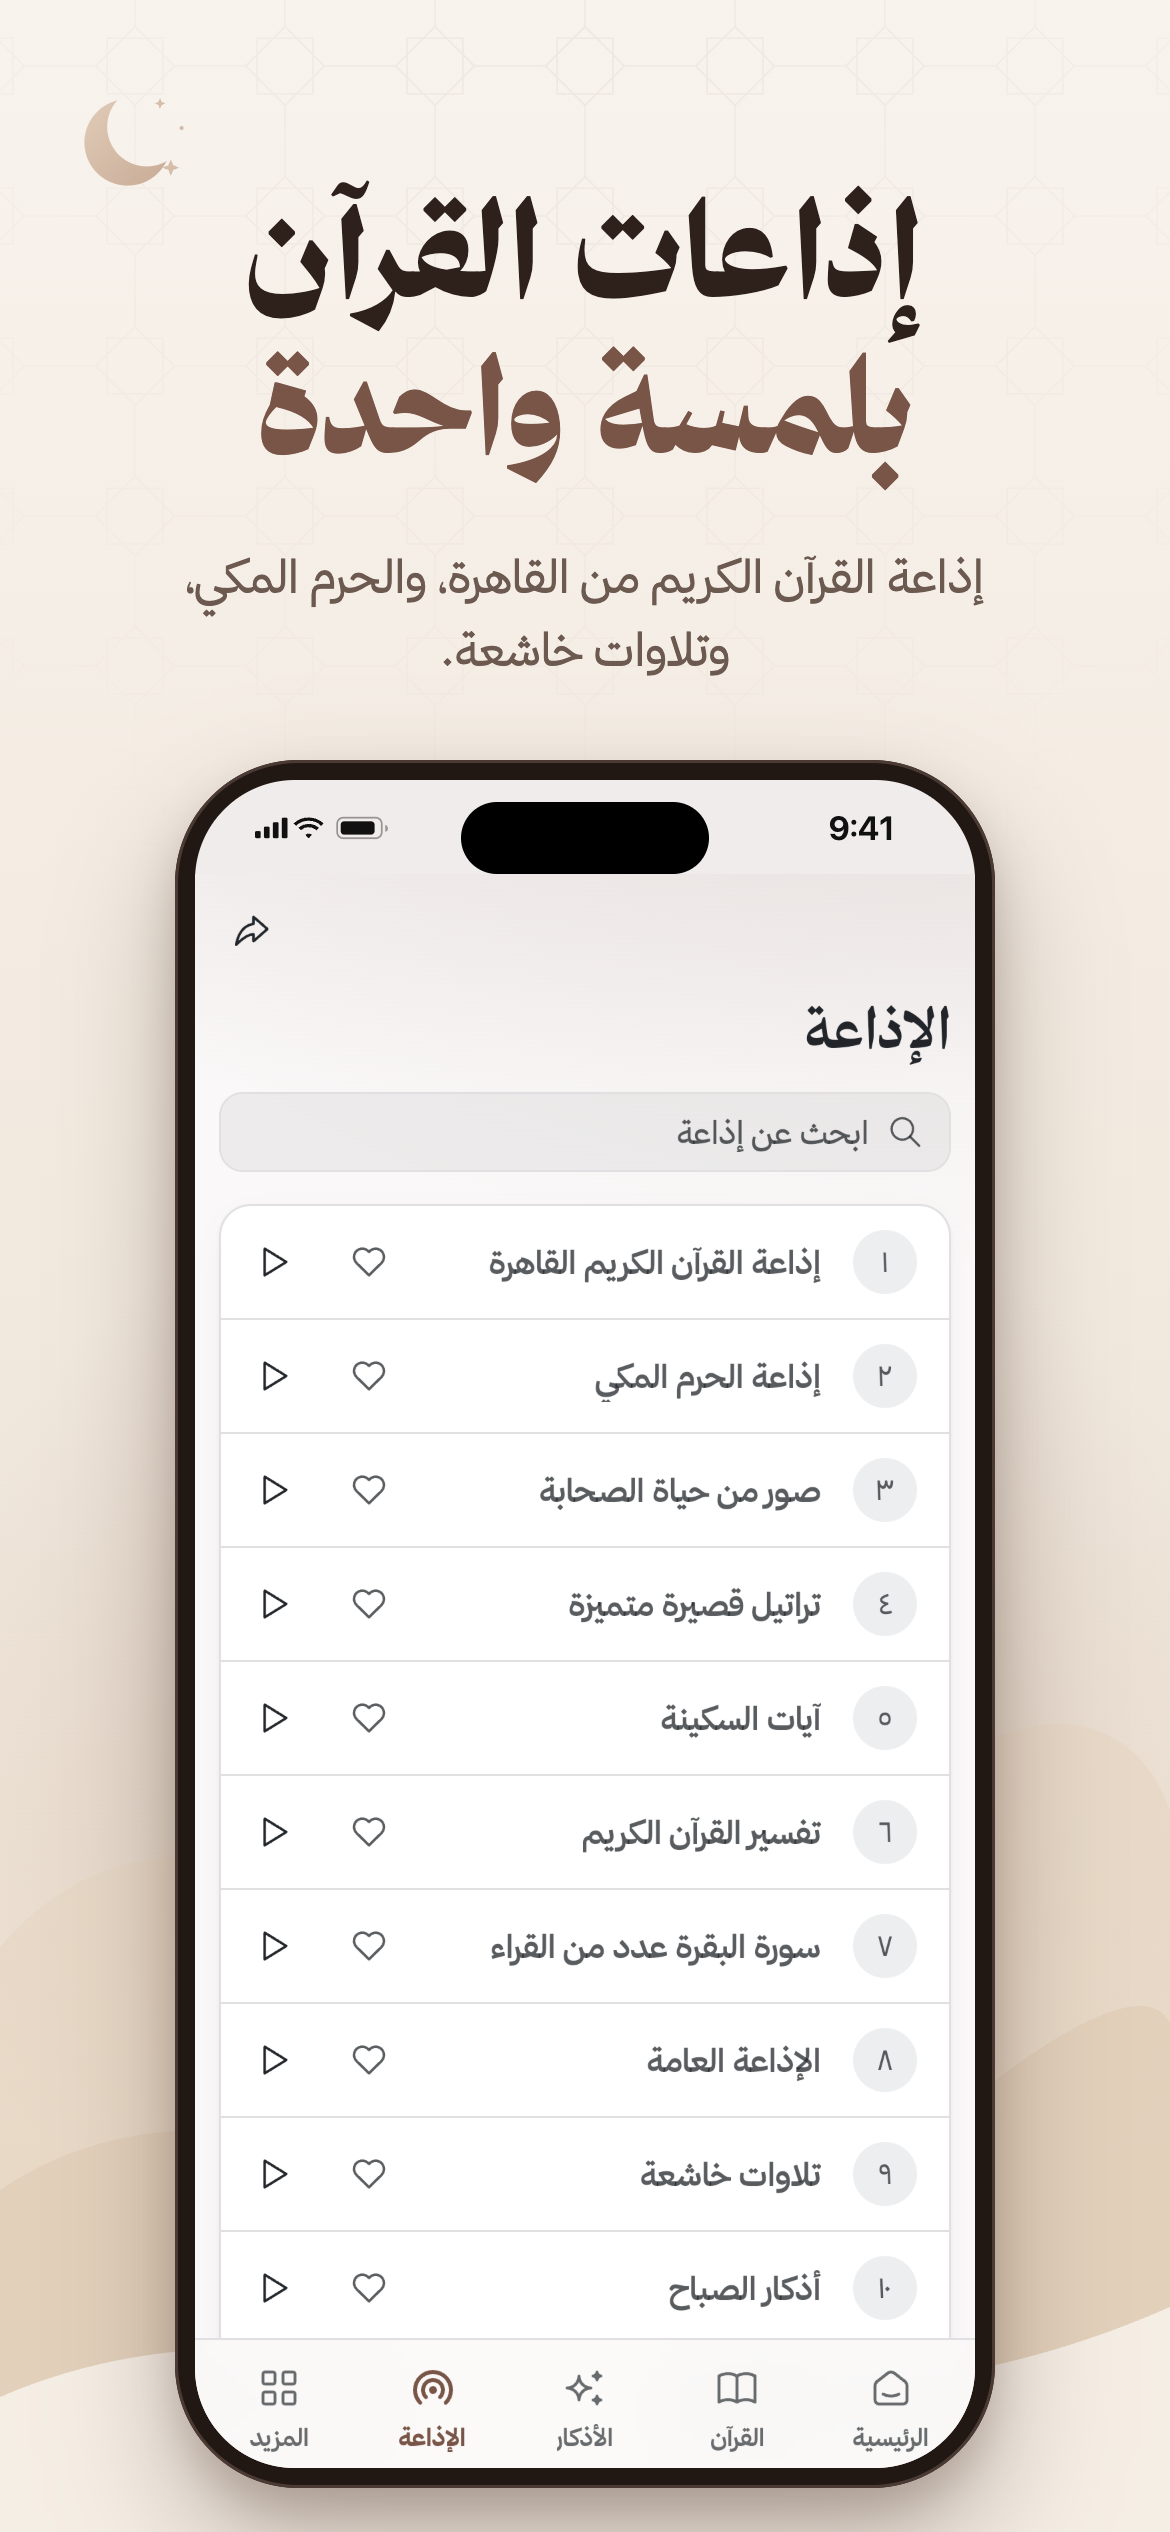 إذاعات القرآن
بلمسة واحدة
إذاعة القرآن الكريم من القاهرة، والحرم المكي،
وتلاوات خاشعة.
9:41
الإذاعة
ابحث عن إذاعة
١ إذاعة القرآن الكريم القاهرة
٢ إذاعة الحرم المكي
٣ صور من حياة الصحابة
٤ تراتيل قصيرة متميزة
٥ آيات السكينة
٦ تفسير القرآن الكريم
٧ سورة البقرة عدد من القراء
٨ الإذاعة العامة
٩ تلاوات خاشعة
١٠ أذكار الصباح
الرئيسية القرآن الأذكار الإذاعة المزيد